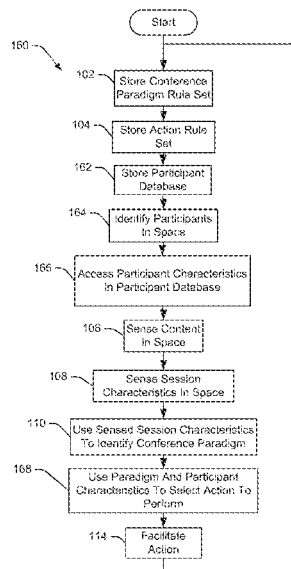 Start
160
102
Store Conference
Paradigm Rule Set
104
Store Action Rule
Set
162
Store Participant
Database
164
Identify Participants
In Space
166
Access Participant Characteristics
In Participant Database
106
Sense Content
In Space
108
Sense Session
Characteristics In Space
110
Use Sensed Session Characteristics
To Identify Conference Paradigm
168
Use Paradigm And Participant
Characteristics To Select Action To
Perform
114
Facilitate
Action